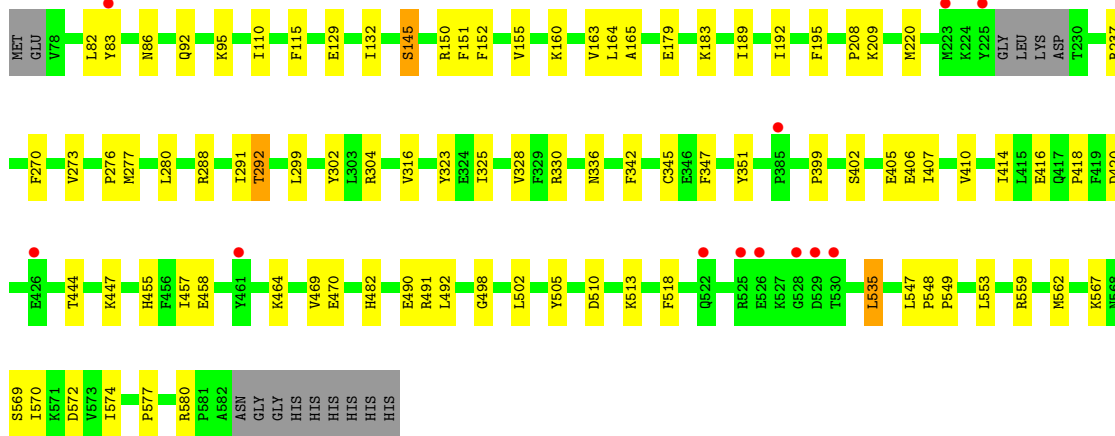 MET GLU V78 L82 Y83 N86 Q92 K95 I110 F115 E129 I132 S145 R150 F151 F152 V155 K160 V163 L164 A165 E179 K183 I189 I192 F195 P208 K209 M220 M223 K224 Y225 GLY LEU LYS ASP T230
F270 V273 P276 M277 L280 R288 I291 T292 L299 Y302 L303 R304 V316 Y323 E324 I325 V328 F329 R330 N336 F342 C345 E346 F347 Y351 P385 P399 S402 E405 E406 I407 V410 I414 L415 E416 Q417 P418 F419
E426 T444 K447 H455 F456 I457 E458 Y461 K464 V469 E470 H482 E490 R491 L492 G498 L502 Y505 D510 K513 F518 Q522 R525 E526 K527 G528 D529 T530 L535 L547 P548 P549 L553 R559 M562 K567 N568
S569 I570 K571 D572 V573 I574 P577 R580 P581 A582 ASN GLY GLY HIS HIS HIS HIS HIS HIS